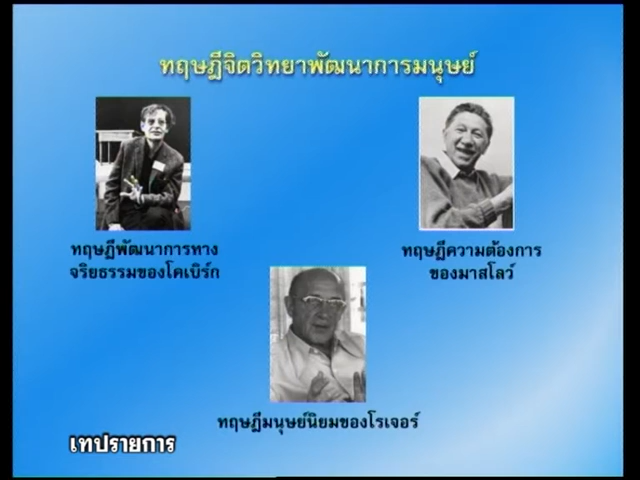 ทฤษฎีจิตวิทยาพัฒนาการมนุษย์
ทฤษฎีพัฒนาการทาง
จริยธรรมของโคเบิร์ก
ทฤษฎีความต้องการ
ของมาสโลว์
ทฤษฎีมนุษย์นิยมของโรเจอร์
เทปรายการ